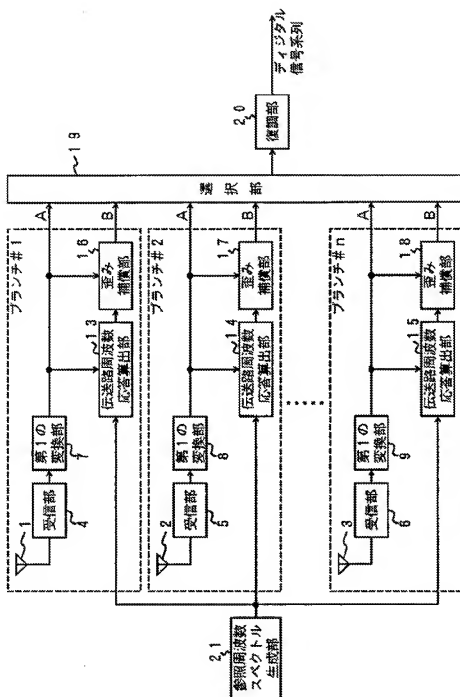 ブランチ#1
1
受信部
4
第1の
変換部
7
伝送路周波数
応答算出部
13
歪み
補償部
16
A
B
ブランチ#2
2
受信部
5
第1の
変換部
8
伝送路周波数
応答算出部
14
歪み
補償部
17
A
B
ブランチ#n
3
受信部
6
第1の
変換部
9
伝送路周波数
応答算出部
15
歪み
補償部
18
A
B
参照周波数
スペクトル
生成部
21
選択部
19
復調部
20
ディジタル
信号系列